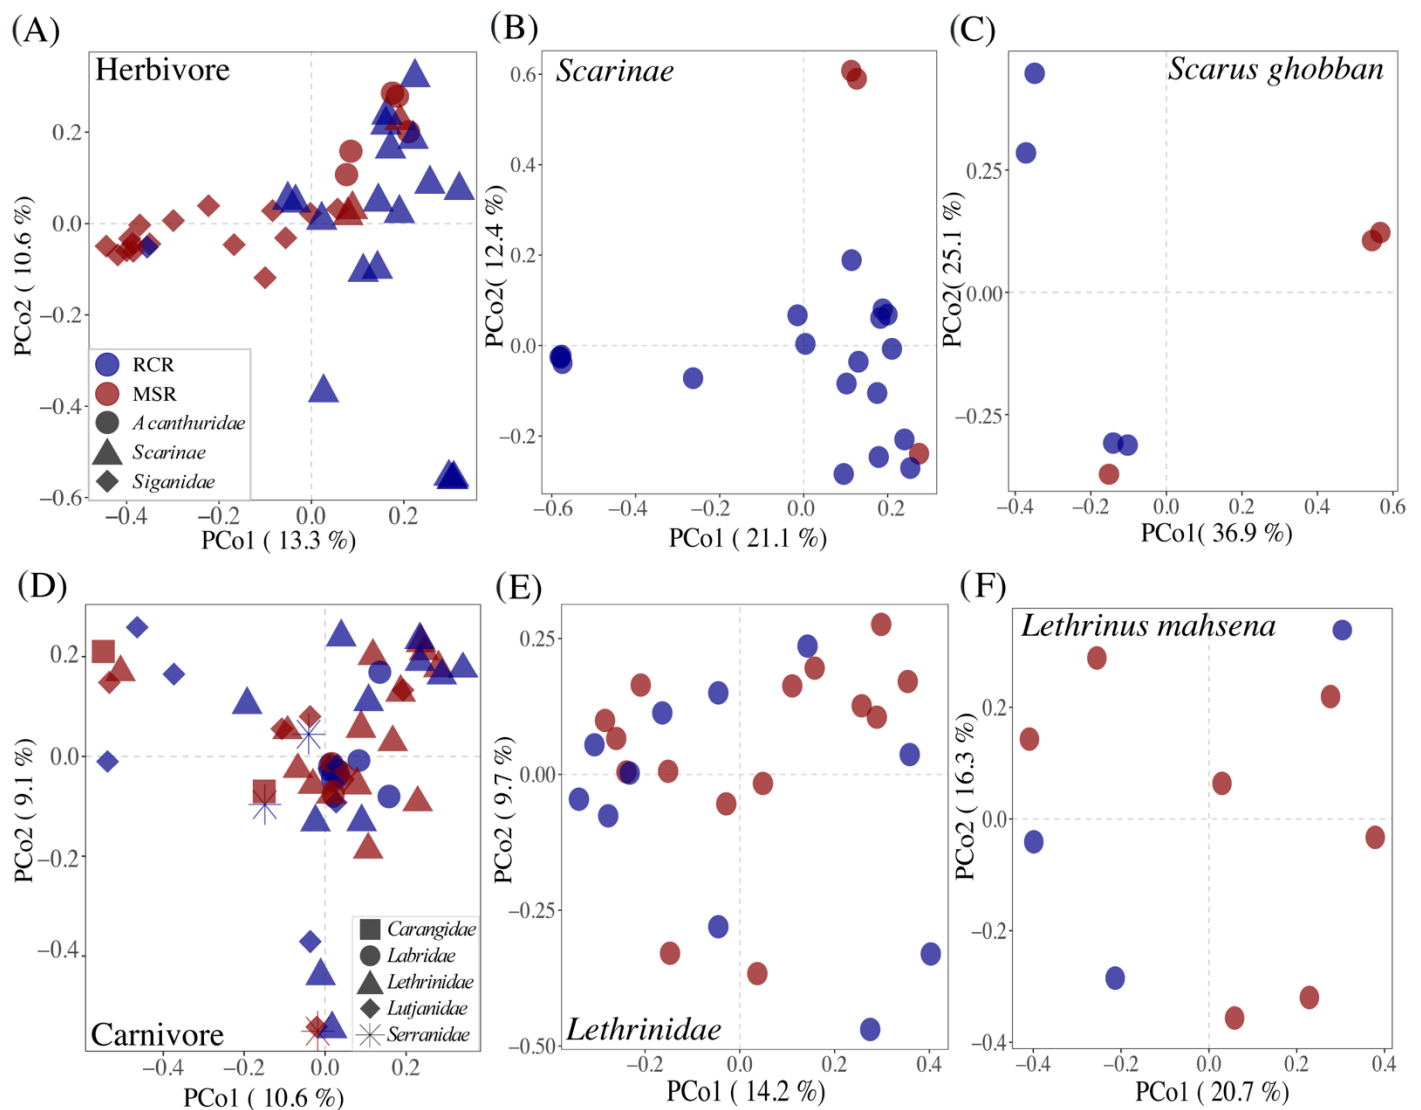 (A)
Herbivore
0.2
0.0
−0.2
−0.4
−0.6
PCo2 ( 10.6 %)
RCR
MSR
Acanthuridae
Scarinae
Siganidae
−0.4
−0.2
0.0
0.2
PCo1 ( 13.3 %)
(B)
Scarinae
0.6
0.4
0.2
0.0
−0.2
PCo2( 12.4 %)
−0.6
−0.4
−0.2
0.0
0.2
PCo1 ( 21.1 %)
(C)
Scarus ghobban
0.25
0.00
−0.25
PCo2( 25.1 %)
−0.4
−0.2
0.0
0.2
0.4
0.6
PCo1( 36.9 %)
(D)
0.2
0.0
−0.2
−0.4
PCo2 ( 9.1 %)
Carangidae
Labridae
Lethrinidae
Lutjanidae
Serranidae
Carnivore
−0.4
−0.2
0.0
0.2
PCo1 ( 10.6 %)
(E)
0.25
0.00
−0.25
−0.50
PCo2 ( 9.7 %)
Lethrinidae
−0.2
0.0
0.2
0.4
PCo1 ( 14.2 %)
(F)
Lethrinus mahsena
0.2
0.0
−0.2
−0.4
PCo2 ( 16.3 %)
−0.4
−0.2
0.0
0.2
0.4
PCo1 ( 20.7 %)